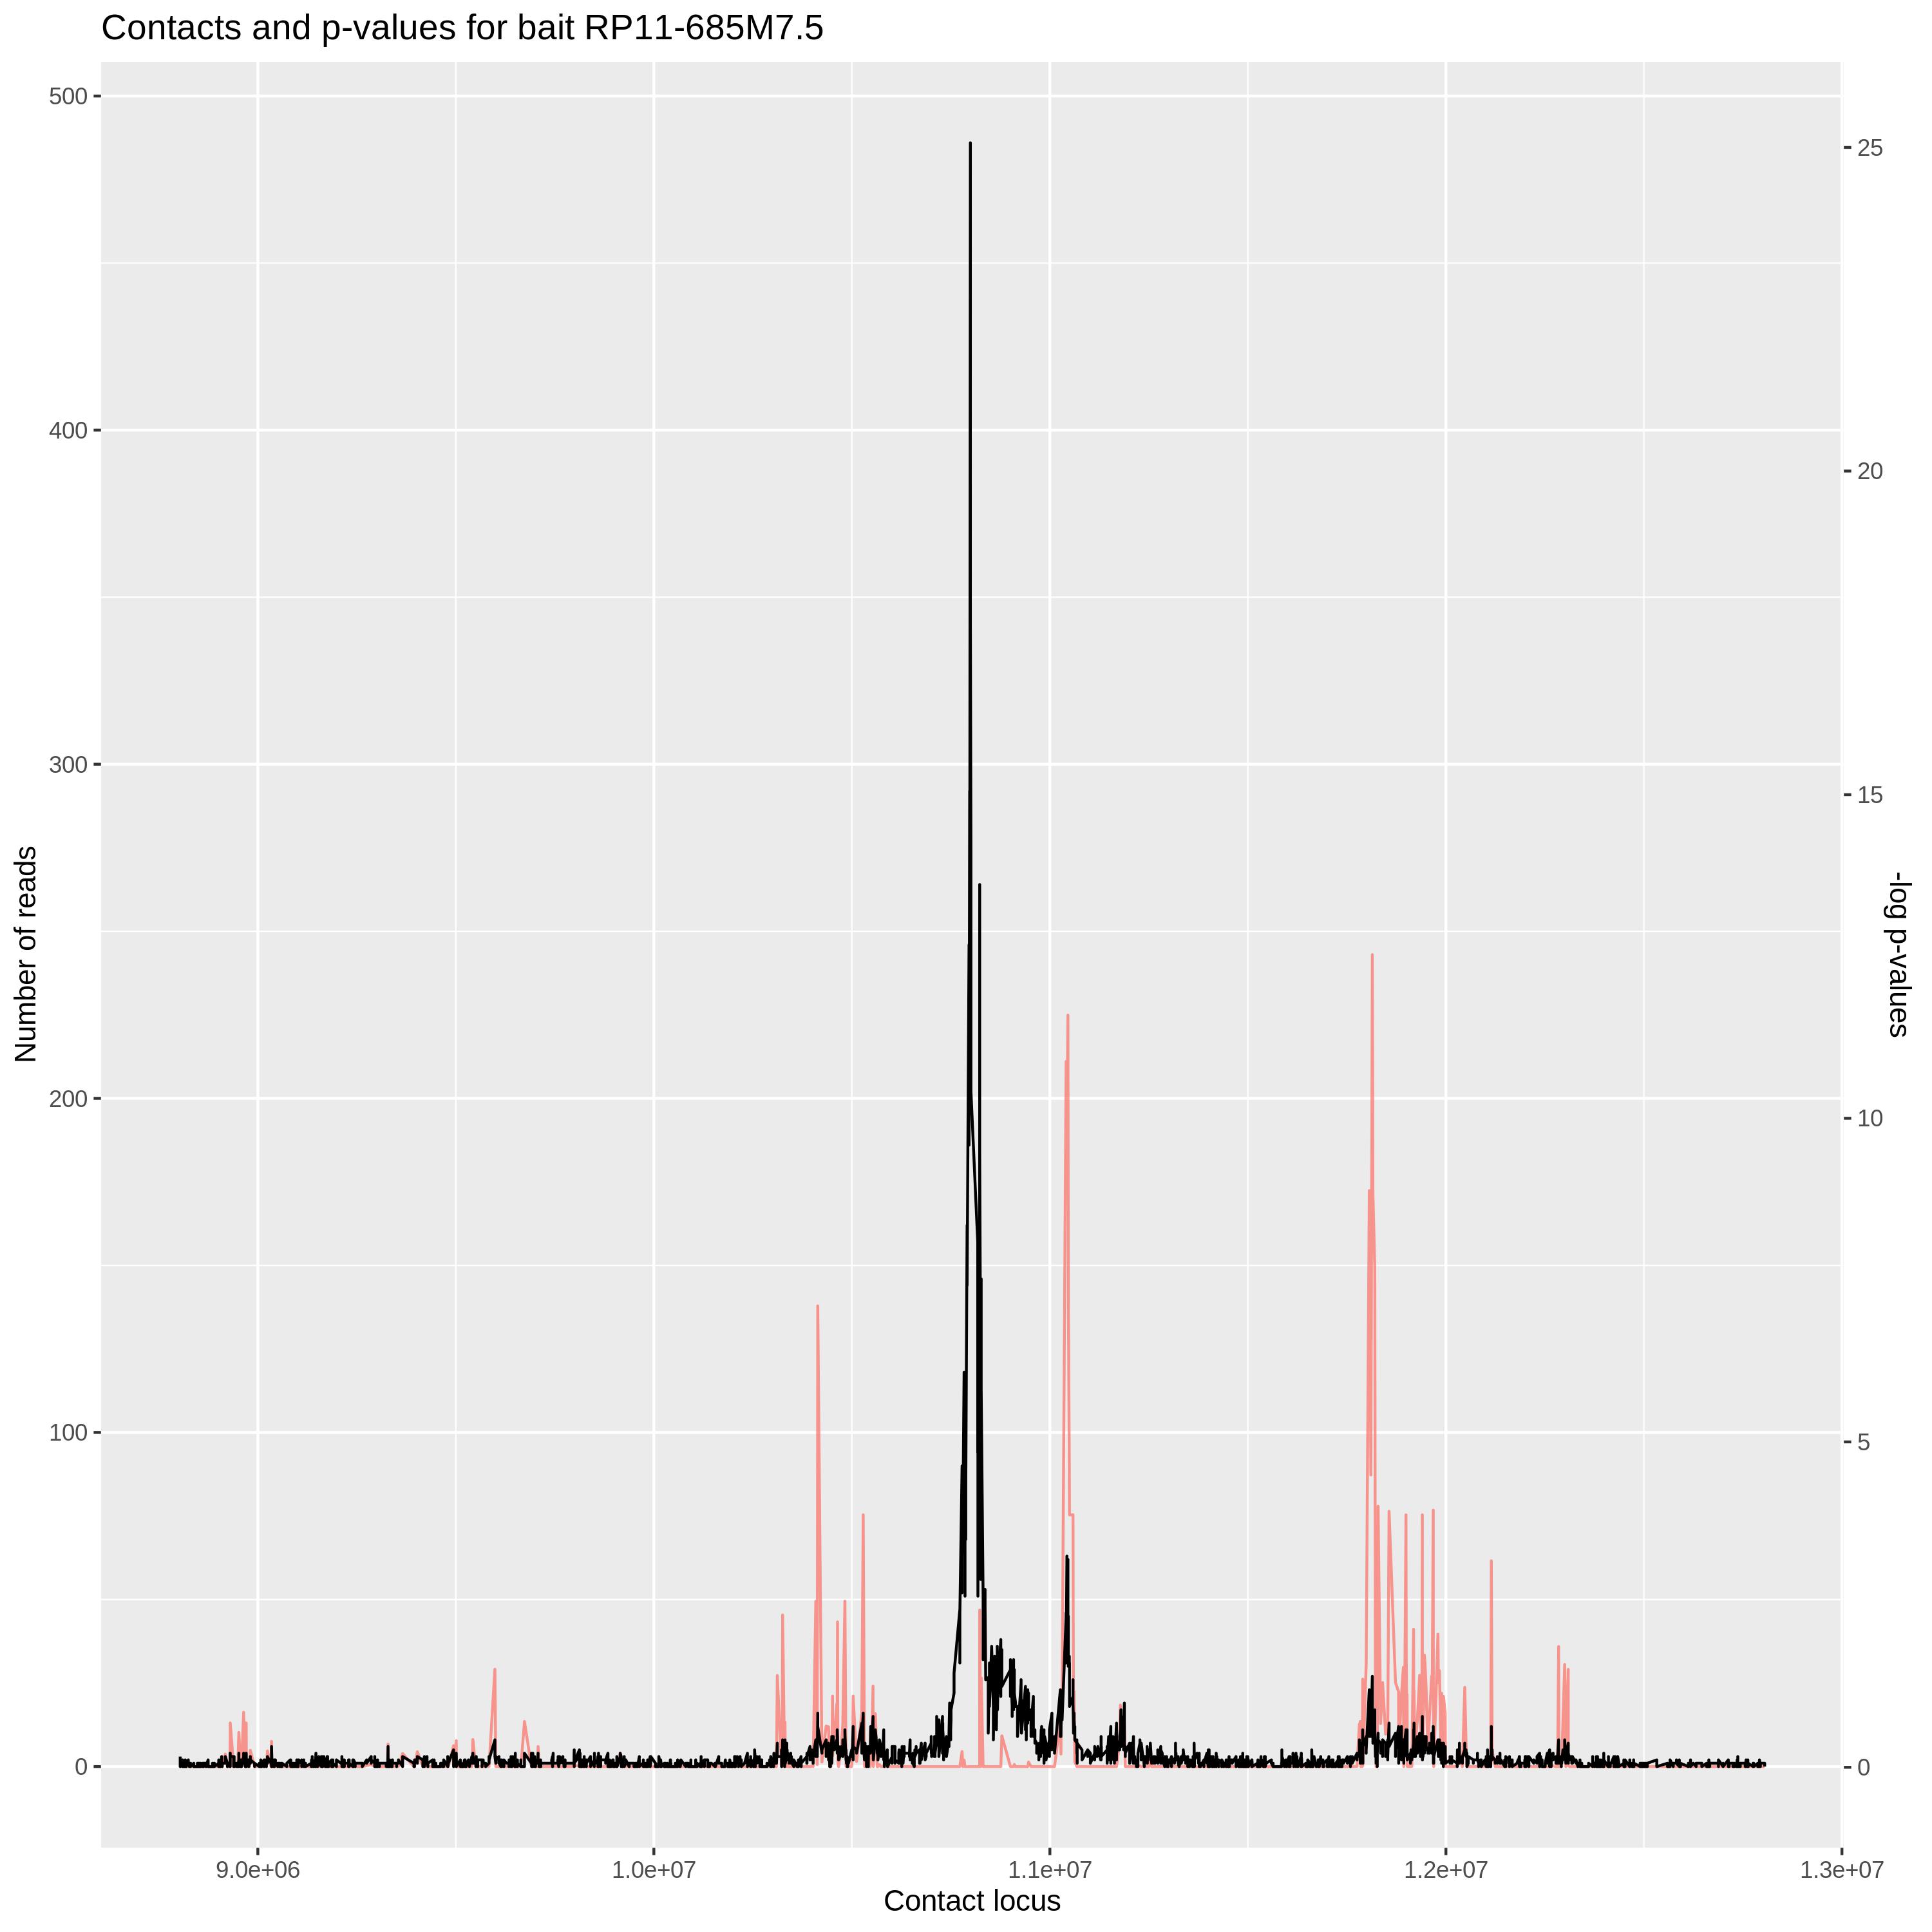 Contacts and p-values for bait RP11-685M7.5
500
400
300
200
100
0
Number of reads
25
20
15
10
5
0
-log p-values
9.0e+06
1.0e+07
1.1e+07
1.2e+07
1.3e+07
Contact locus